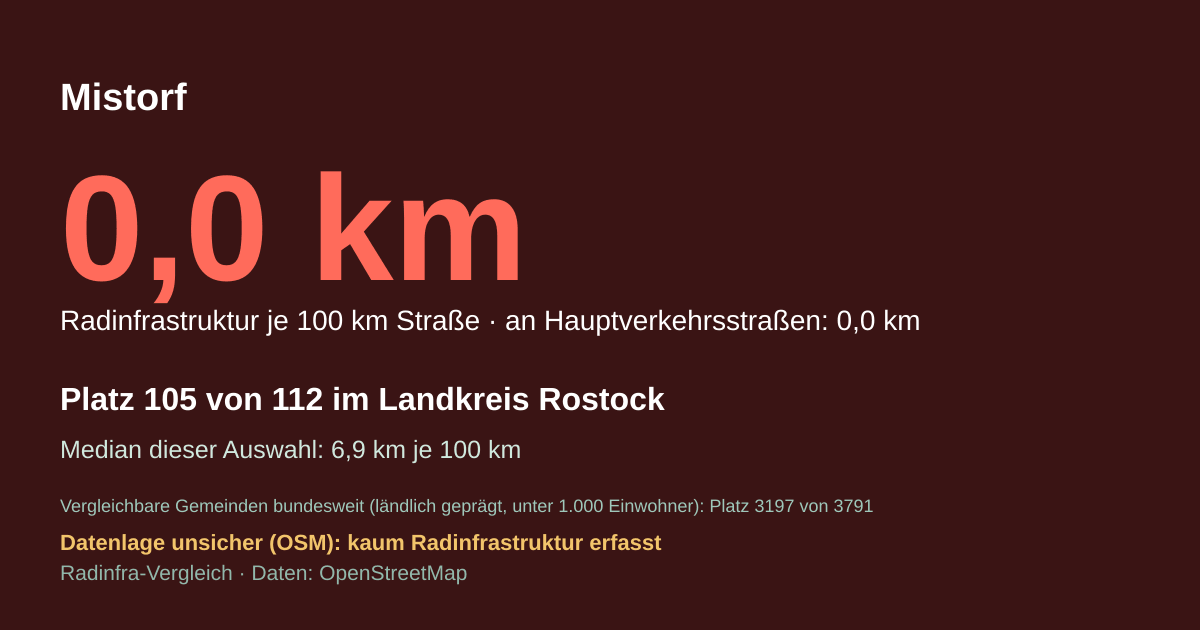 Mistorf
0,0 km
Radinfrastruktur je 100 km Straße · an Hauptverkehrsstraßen: 0,0 km
Platz 105 von 112 im Landkreis Rostock
Median dieser Auswahl: 6,9 km je 100 km
Vergleichbare Gemeinden bundesweit (ländlich geprägt, unter 1.000 Einwohner): Platz 3197 von 3791
Datenlage unsicher (OSM): kaum Radinfrastruktur erfasst
Radinfra-Vergleich · Daten: OpenStreetMap